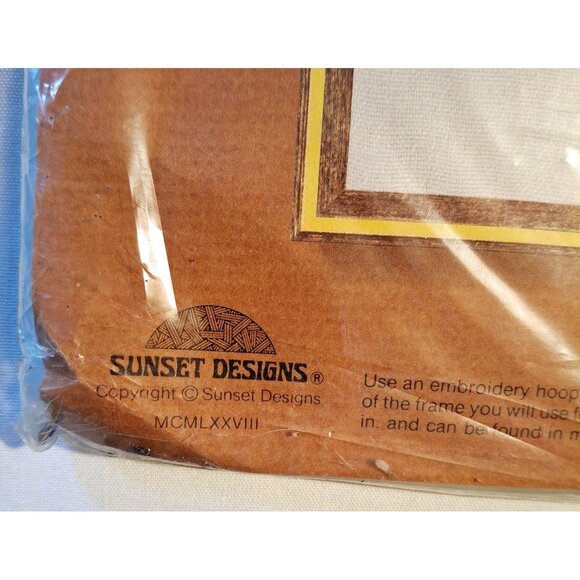 SUNSET DESIGNS®
Copyright © Sunset Designs
MCMLXXVIII
Use an embroidery hoop
of the frame you will use
in. and can be found in